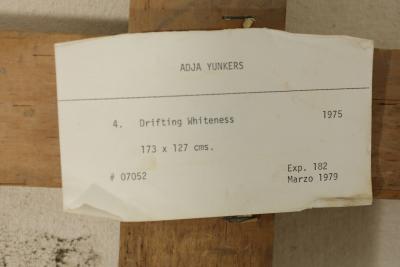 ADJA YUNKERS
4. Drifting Whiteness 1975
173 x 127 cms.
# 07052 Exp. 182
Marzo 1979